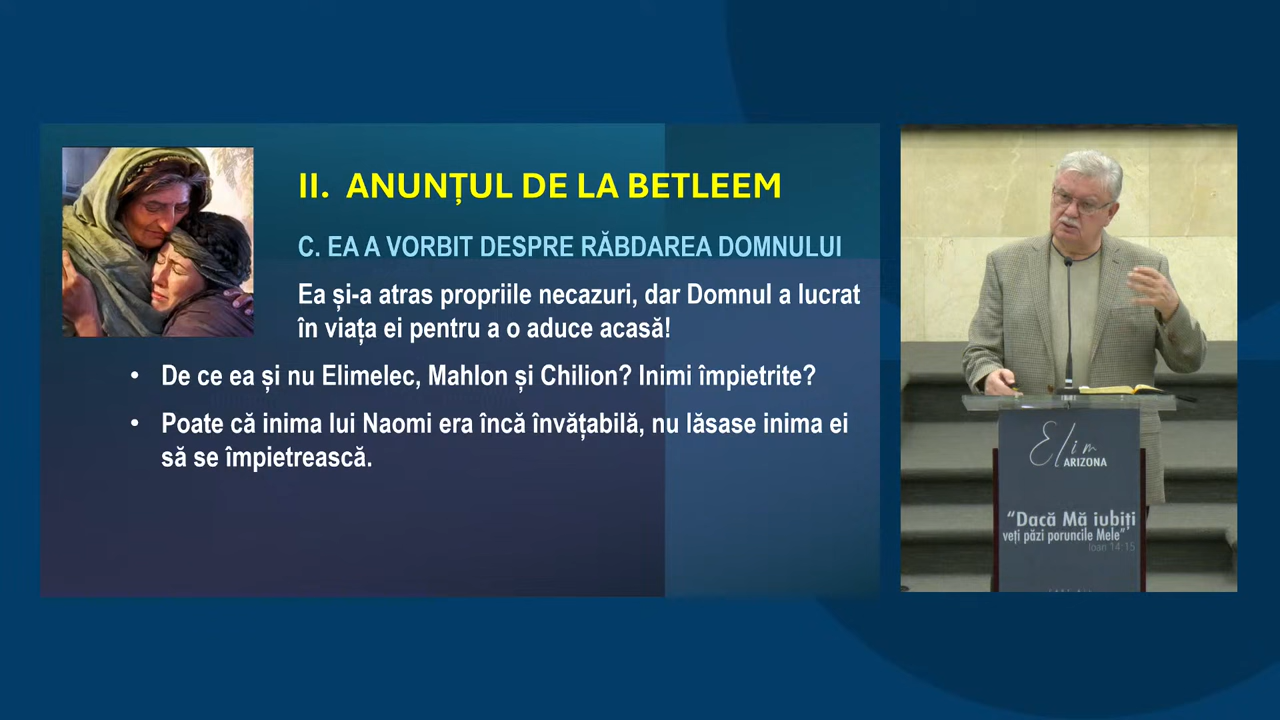 II. ANUNȚUL DE LA BETLEEM
C. EA A VORBIT DESPRE RĂBDAREA DOMNULUI
Ea și-a atras propriile necazuri, dar Domnul a lucrat
în viața ei pentru a o aduce acasă!
• De ce ea și nu Elimelec, Mahlon și Chilion? Inimi împietrite?
• Poate că inima lui Naomi era încă învățabilă, nu lăsase inima ei
să se împietrească.
Elim
ARIZONA
“Dacă Mă iubiți
veți păzi poruncile Mele”
Ioan 14:15